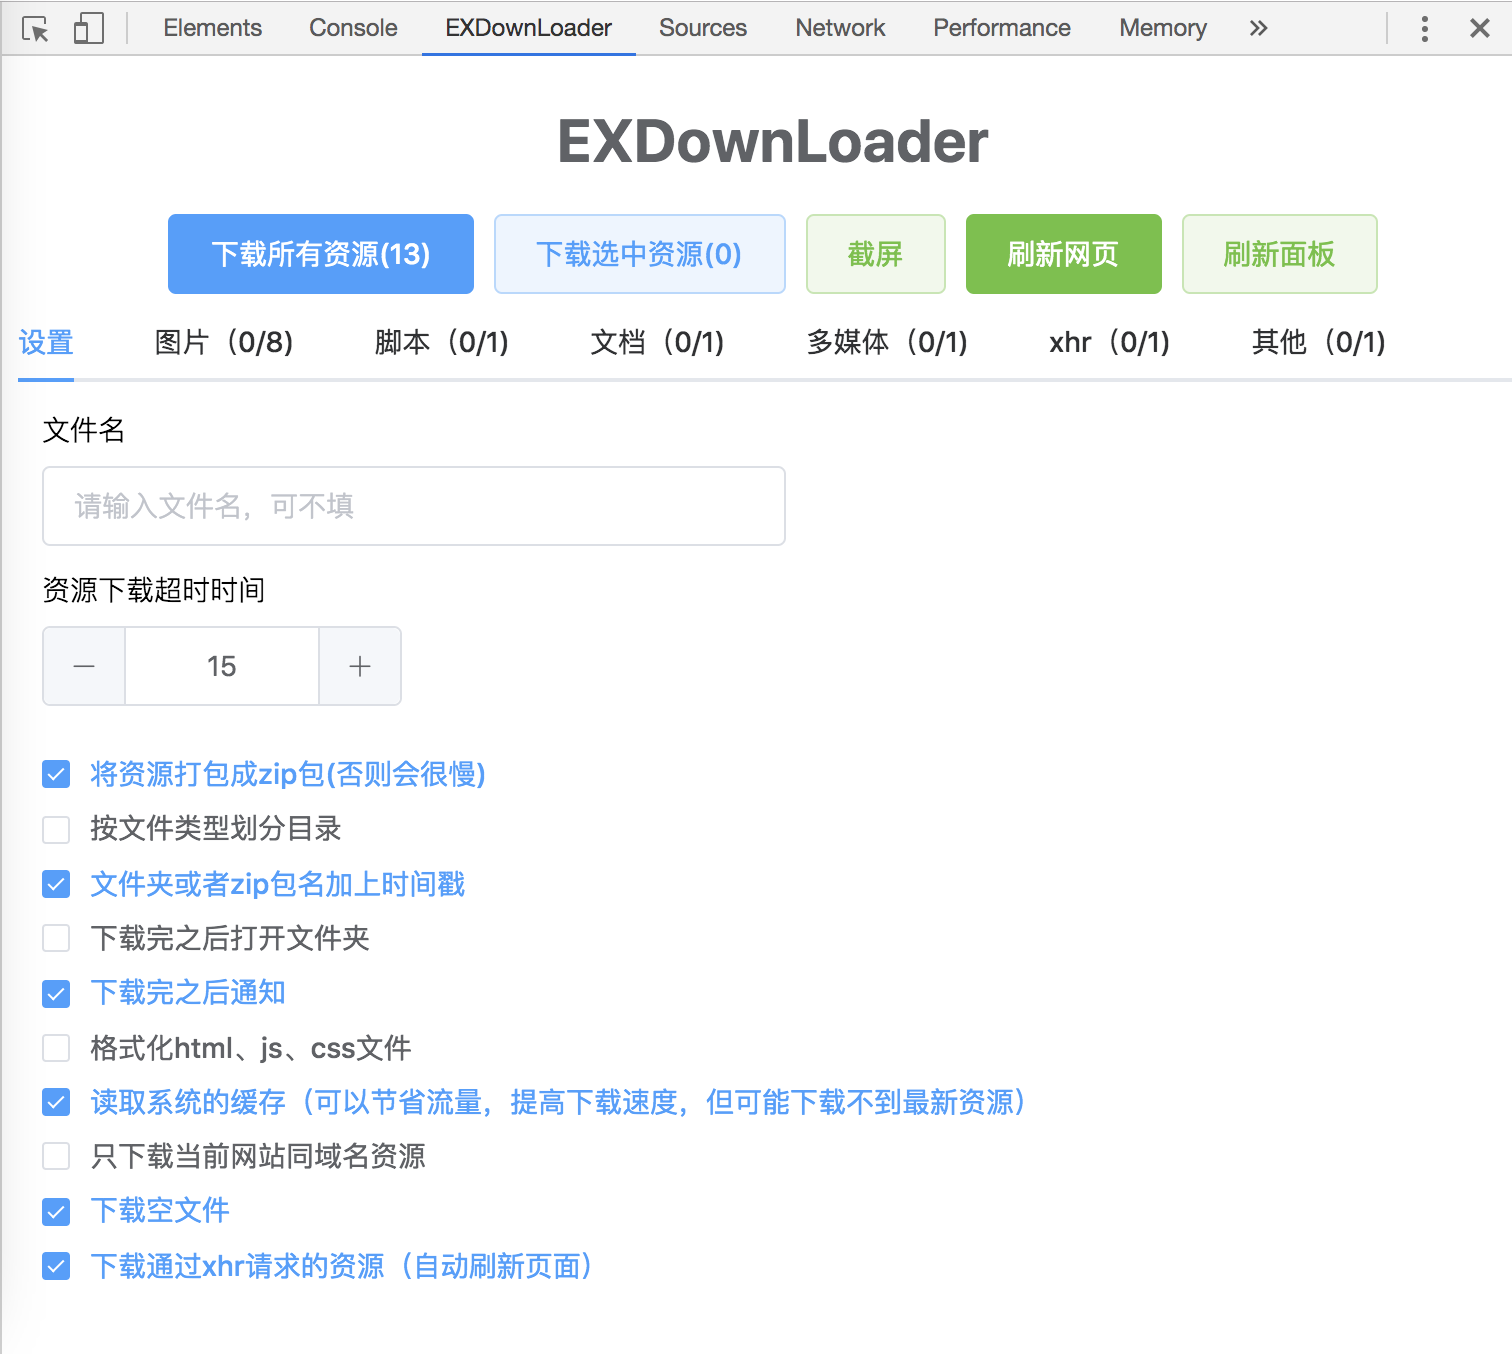 Elements Console EXDownLoader Sources Network Performance Memory
EXDownLoader
下载所有资源(13) 下载选中资源(0) 截屏 刷新网页 刷新面板
设置 图片（0/8) 脚本（0/1) 文档（0/1) 多媒体（0/1) xhr（0/1) 其他（0/1)
文件名
请输入文件名，可不填
资源下载超时时间
15
将资源打包成zip包(否则会很慢)
按文件类型划分目录
文件夹或者zip包名加上时间戳
下载完之后打开文件夹
下载完之后通知
格式化html、js、css文件
读取系统的缓存（可以节省流量，提高下载速度，但可能下载不到最新资源）
只下载当前网站同域名资源
下载空文件
下载通过xhr请求的资源（自动刷新页面）